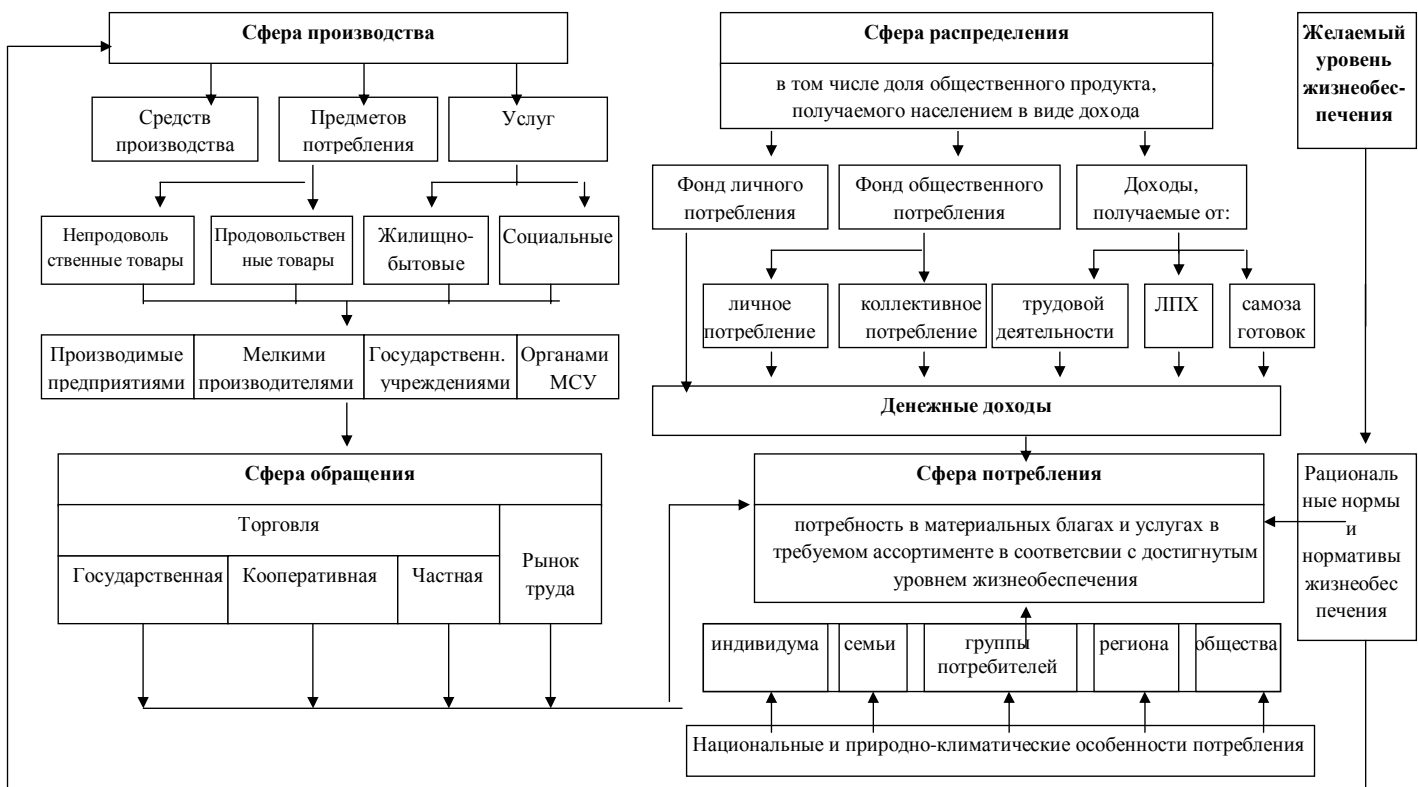 Сфера производства
Средств
производства
Предметов
потребления
Услуг
Непродоволь
ственные товары
Продовольствен
ные товары
Жилищно-
бытовые
Социальные
Производимые
предприятиями
Мелкими
производителями
Государственн.
учреждениями
Органами
МСУ
Сфера обращения
Торговля
Государственная
Кооперативная
Частная
Рынок
труда
Сфера распределения
в том числе доля общественного продукта,
получаемого населением в виде дохода
Фонд личного
потребления
Фонд общественного
потребления
Доходы,
получаемые от:
личное
потребление
коллективное
потребление
трудовой
деятельности
ЛПХ
самоза
готовок
Денежные доходы
Сфера потребления
потребность в материальных благах и услугах в
требуемом ассортименте в соответсвии с достигнутым
уровнем жизнеобеспечения
индивидума
семьи
группы
потребителей
региона
общества
Национальные и природно-климатические особенности потребления
Желаемый
уровень
жизнеобес-
печения
Рациональ
ные нормы
и
нормативы
жизнеобес
печения